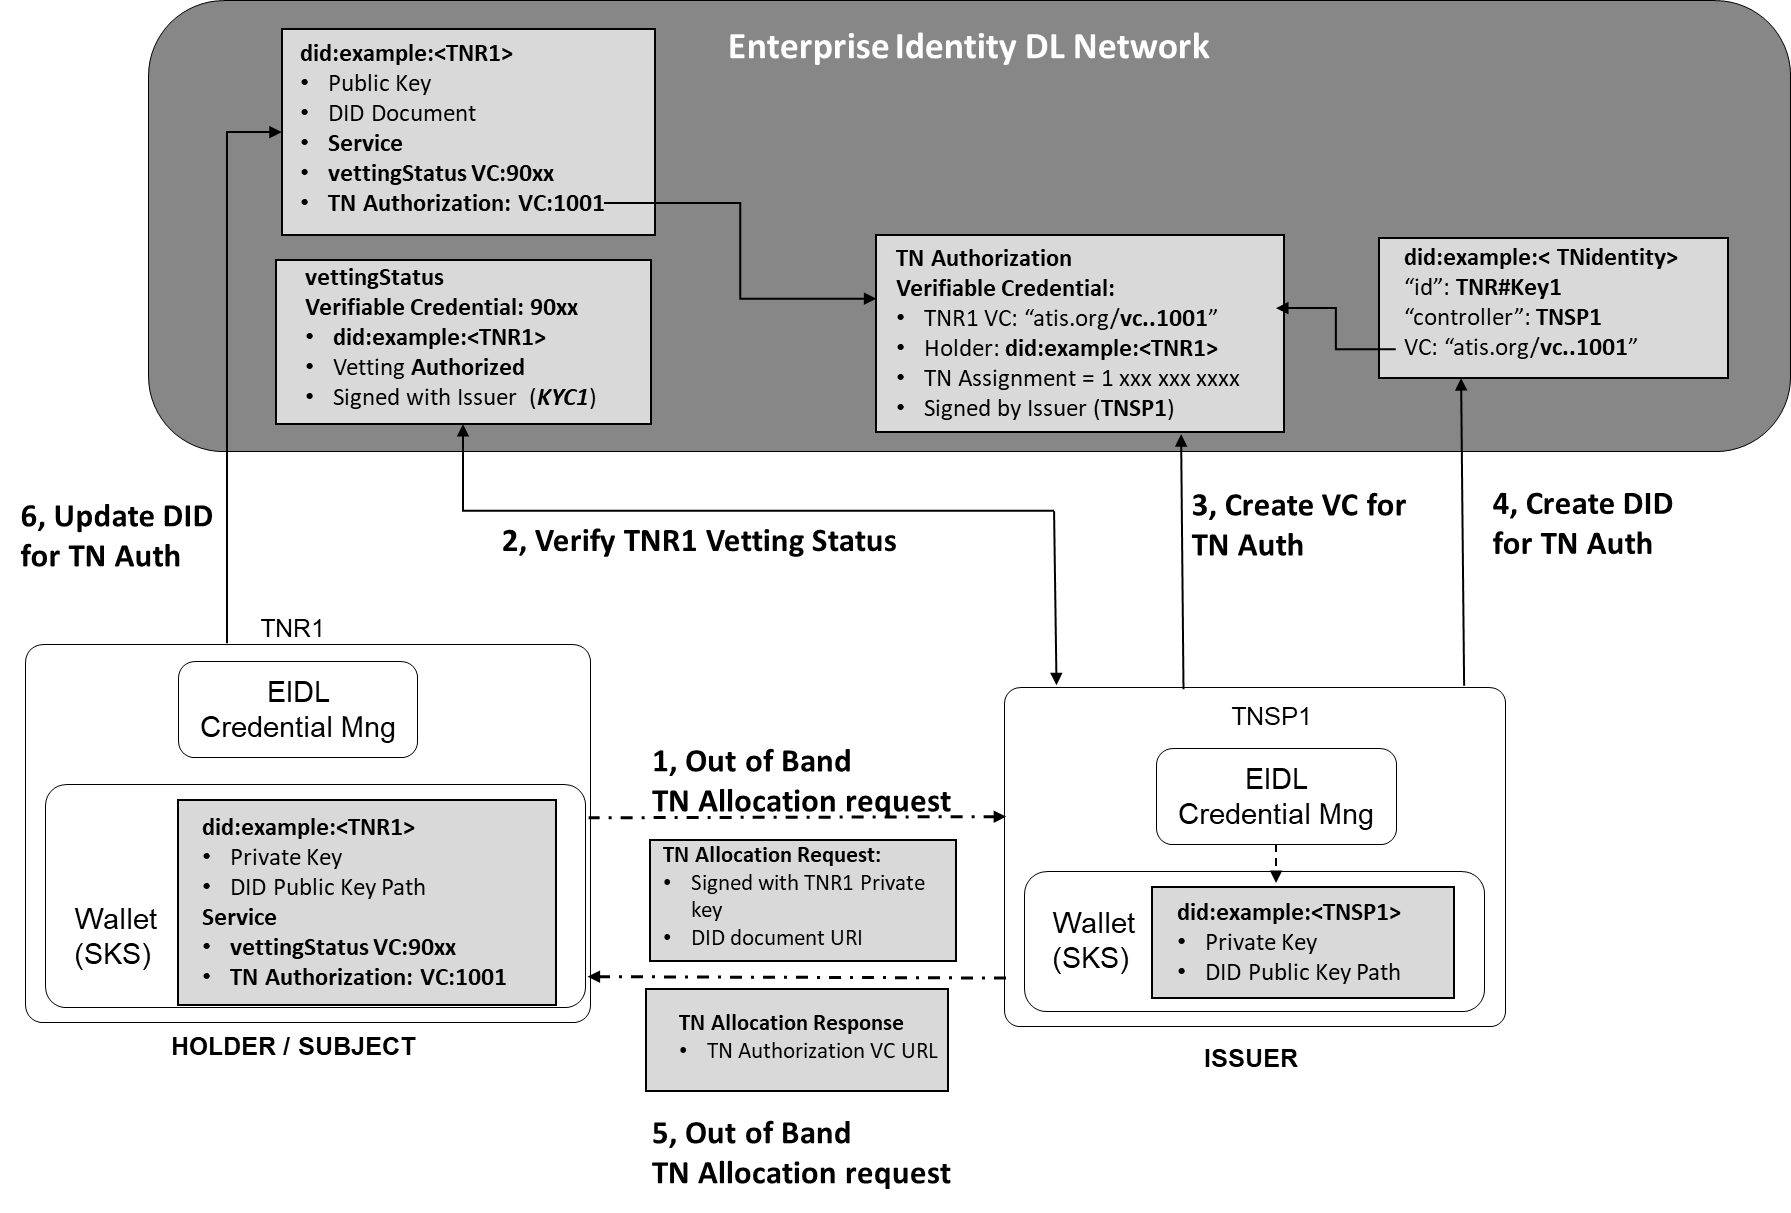 Enterprise Identity DL Network
did:example:<TNR1>
• Public Key
• DID Document
• Service
• vettingStatus VC:90xx
• TN Authorization: VC:1001
vettingStatus
Verifiable Credential: 90xx
• did:example:<TNR1>
• Vetting Authorized
• Signed with Issuer (KYC1)
TN Authorization
Verifiable Credential:
• TNR1 VC: “atis.org/vc..1001”
• Holder: did:example:<TNR1>
• TN Assignment = 1 xxx xxx xxxx
• Signed by Issuer (TNSP1)
did:example:< TNidentity>
“id”: TNR#Key1
“controller”: TNSP1
VC: “atis.org/vc..1001”
6, Update DID
for TN Auth
2, Verify TNR1 Vetting Status
3, Create VC for
TN Auth
4, Create DID
for TN Auth
TNR1
EIDL
Credential Mng
Wallet
(SKS)
did:example:<TNR1>
• Private Key
• DID Public Key Path
Service
• vettingStatus VC:90xx
• TN Authorization: VC:1001
HOLDER / SUBJECT
1, Out of Band
TN Allocation request
TN Allocation Request:
• Signed with TNR1 Private
key
• DID document URI
TN Allocation Response
• TN Authorization VC URL
5, Out of Band
TN Allocation request
TNSP1
EIDL
Credential Mng
Wallet
(SKS)
did:example:<TNSP1>
• Private Key
• DID Public Key Path
ISSUER